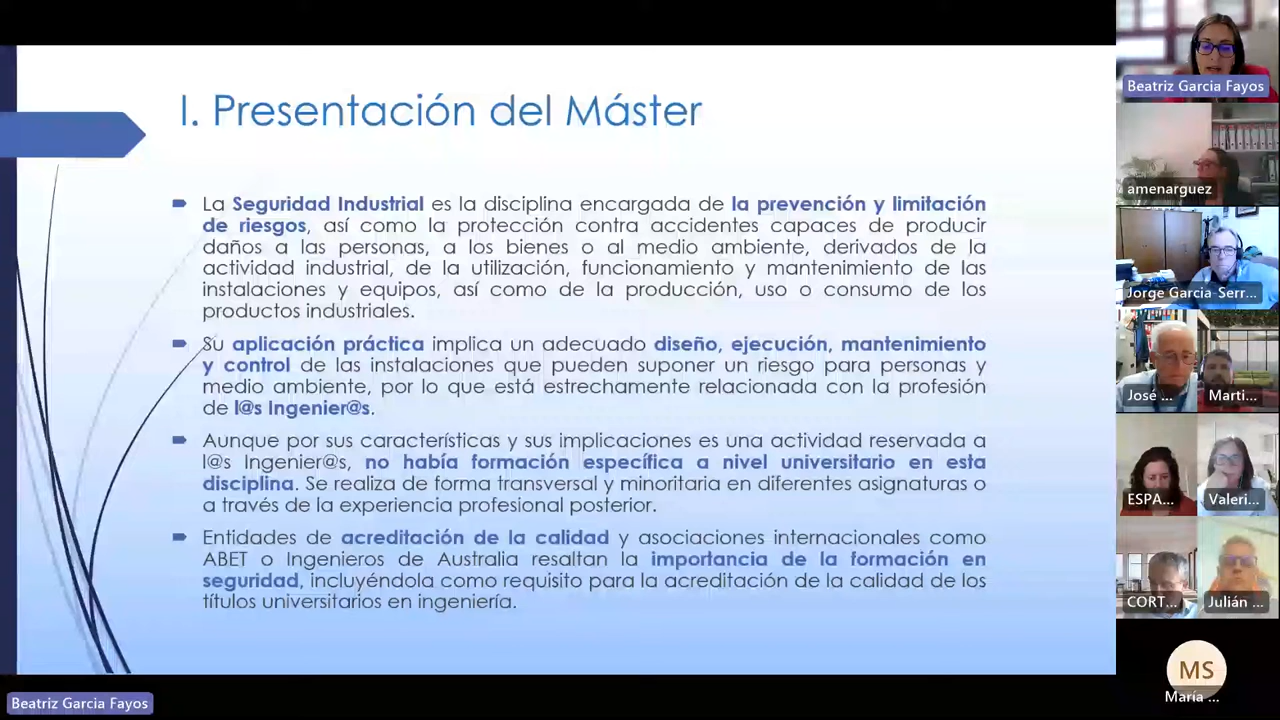 I. Presentación del Máster
La Seguridad Industrial es la disciplina encargada de la prevención y limitación
de riesgos, así como la protección contra accidentes capaces de producir
daños a las personas, a los bienes o al medio ambiente, derivados de la
actividad industrial, de la utilización, funcionamiento y mantenimiento de las
instalaciones y equipos, así como de la producción, uso o consumo de los
productos industriales.
Su aplicación práctica implica un adecuado diseño, ejecución, mantenimiento
y control de las instalaciones que pueden suponer un riesgo para personas y
medio ambiente, por lo que está estrechamente relacionada con la profesión
de l@s Ingenier@s.
Aunque por sus características y sus implicaciones es una actividad reservada a
l@s Ingenier@s, no había formación específica a nivel universitario en esta
disciplina. Se realiza de forma transversal y minoritaria en diferentes asignaturas o
a través de la experiencia profesional posterior.
Entidades de acreditación de la calidad y asociaciones internacionales como
ABET o Ingenieros de Australia resaltan la importancia de la formación en
seguridad, incluyéndola como requisito para la acreditación de la calidad de los
títulos universitarios en ingeniería.
Beatriz Garcia Fayos
Beatriz Garcia Fayos
amenarguez
Jorge Garcia-Serr...
José ...
Marti...
ESPA...
Valeri...
CORT...
Julián ...
MS
María ...